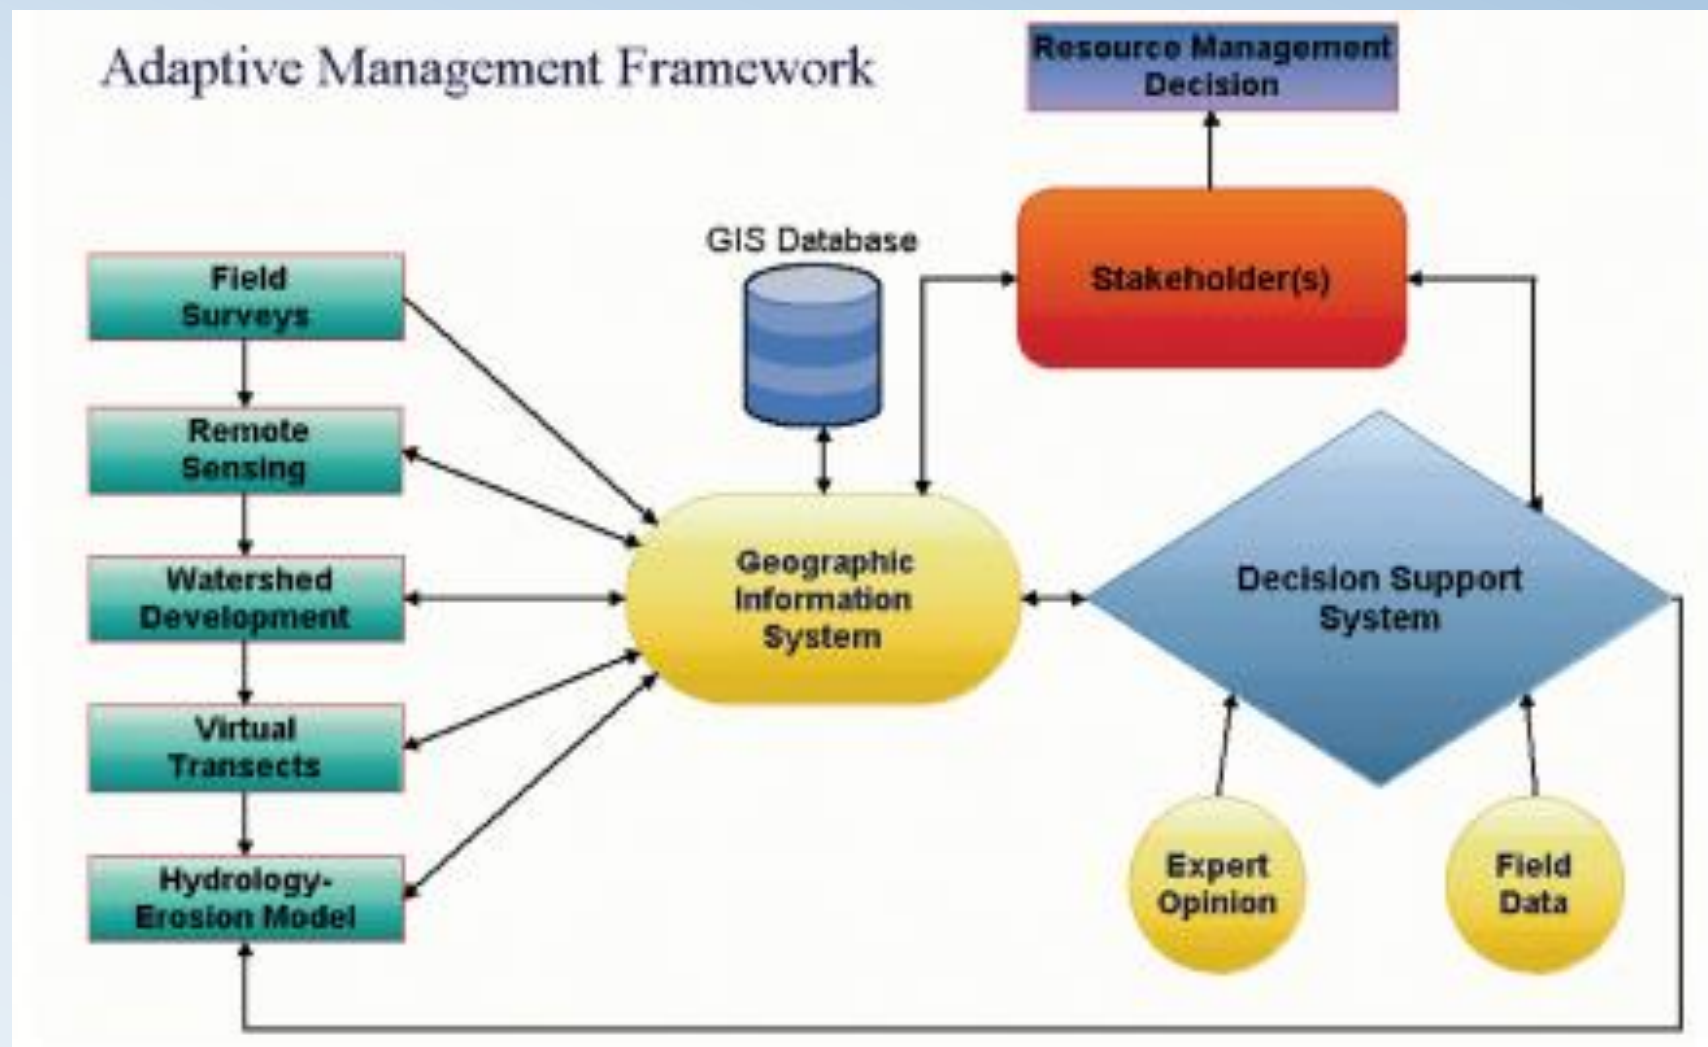 Adaptive Management Framework
Resource Management
Decision
GIS Database
Stakeholder(s)
Field
Surveys
Remote
Sensing
Watershed
Development
Virtual
Transects
Hydrology-
Erosion Model
Geographic
Information
System
Decision Support
System
Expert
Opinion
Field
Data